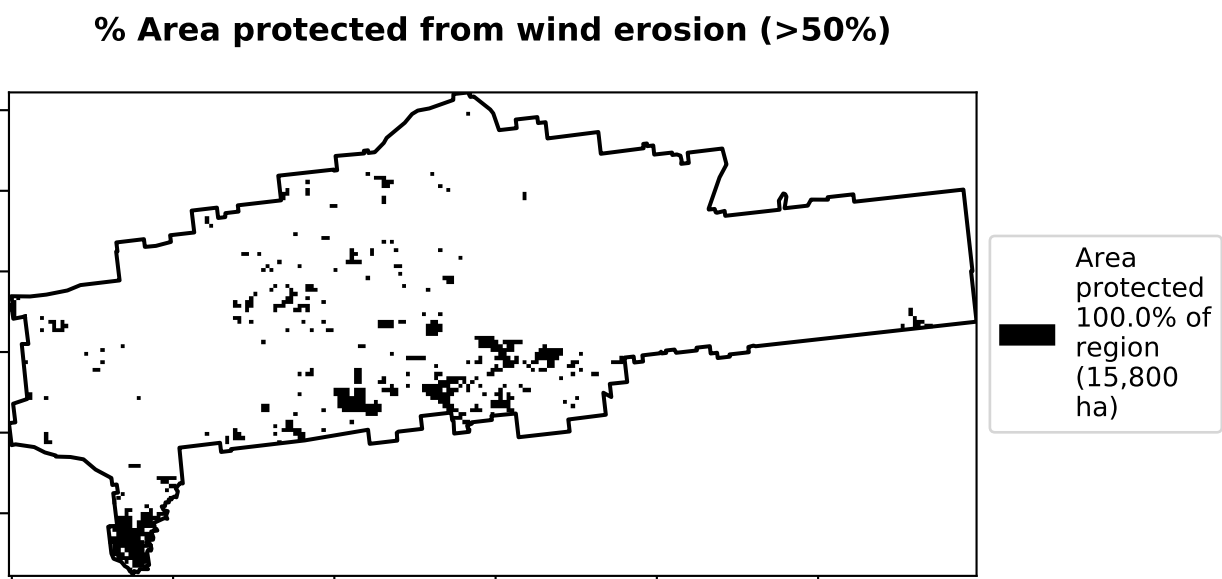 % Area protected from wind erosion (>50%)
Area
protected
100.0% of
region
(15,800
ha)